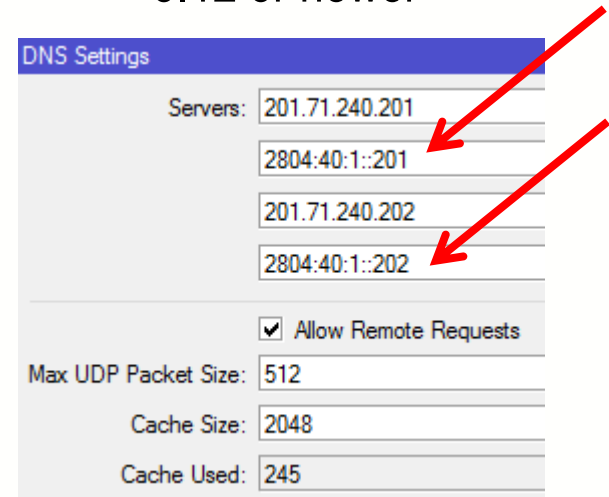 DNS Settings
Servers: 201.71.240.201
2804:40:1::201
201.71.240.202
2804:40:1::202
Allow Remote Requests
Max UDP Packet Size: 512
Cache Size: 2048
Cache Used: 245